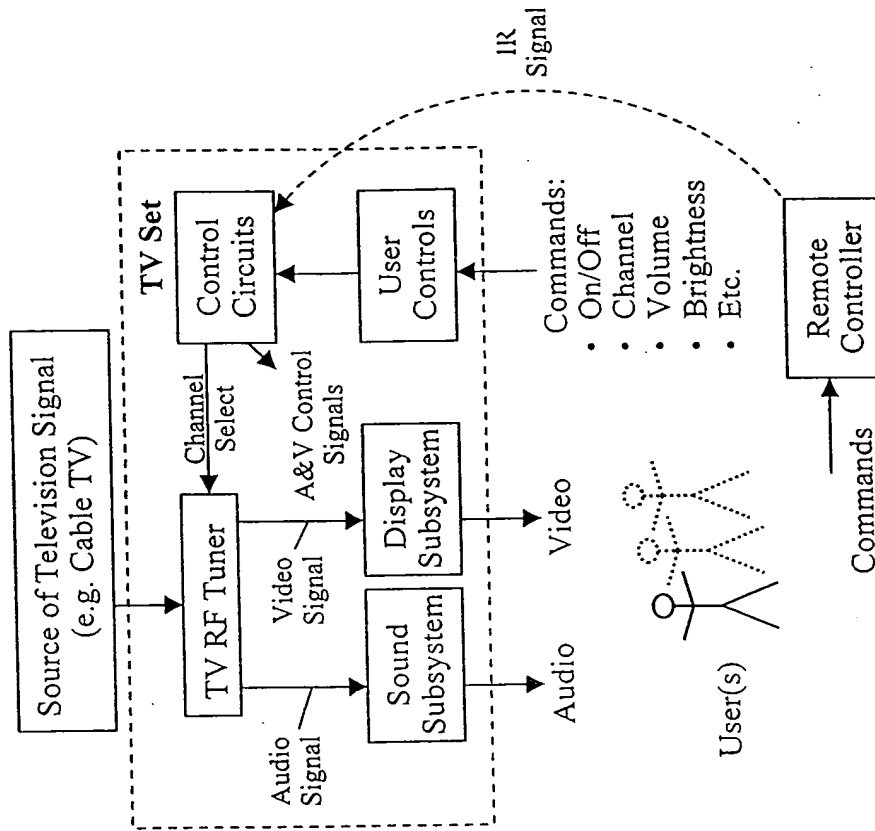 Source of Television Signal
(e.g. Cable TV)
TV Set
TV RF Tuner
Channel
Select
Control
Circuits
Audio
Signal
Video
Signal
A&V Control
Signals
Sound
Subsystem
Display
Subsystem
User
Controls
IR
Signal
Audio
Video
Commands:
• On/Off
• Channel
• Volume
• Brightness
• Etc.
User(s)
Commands
Remote
Controller